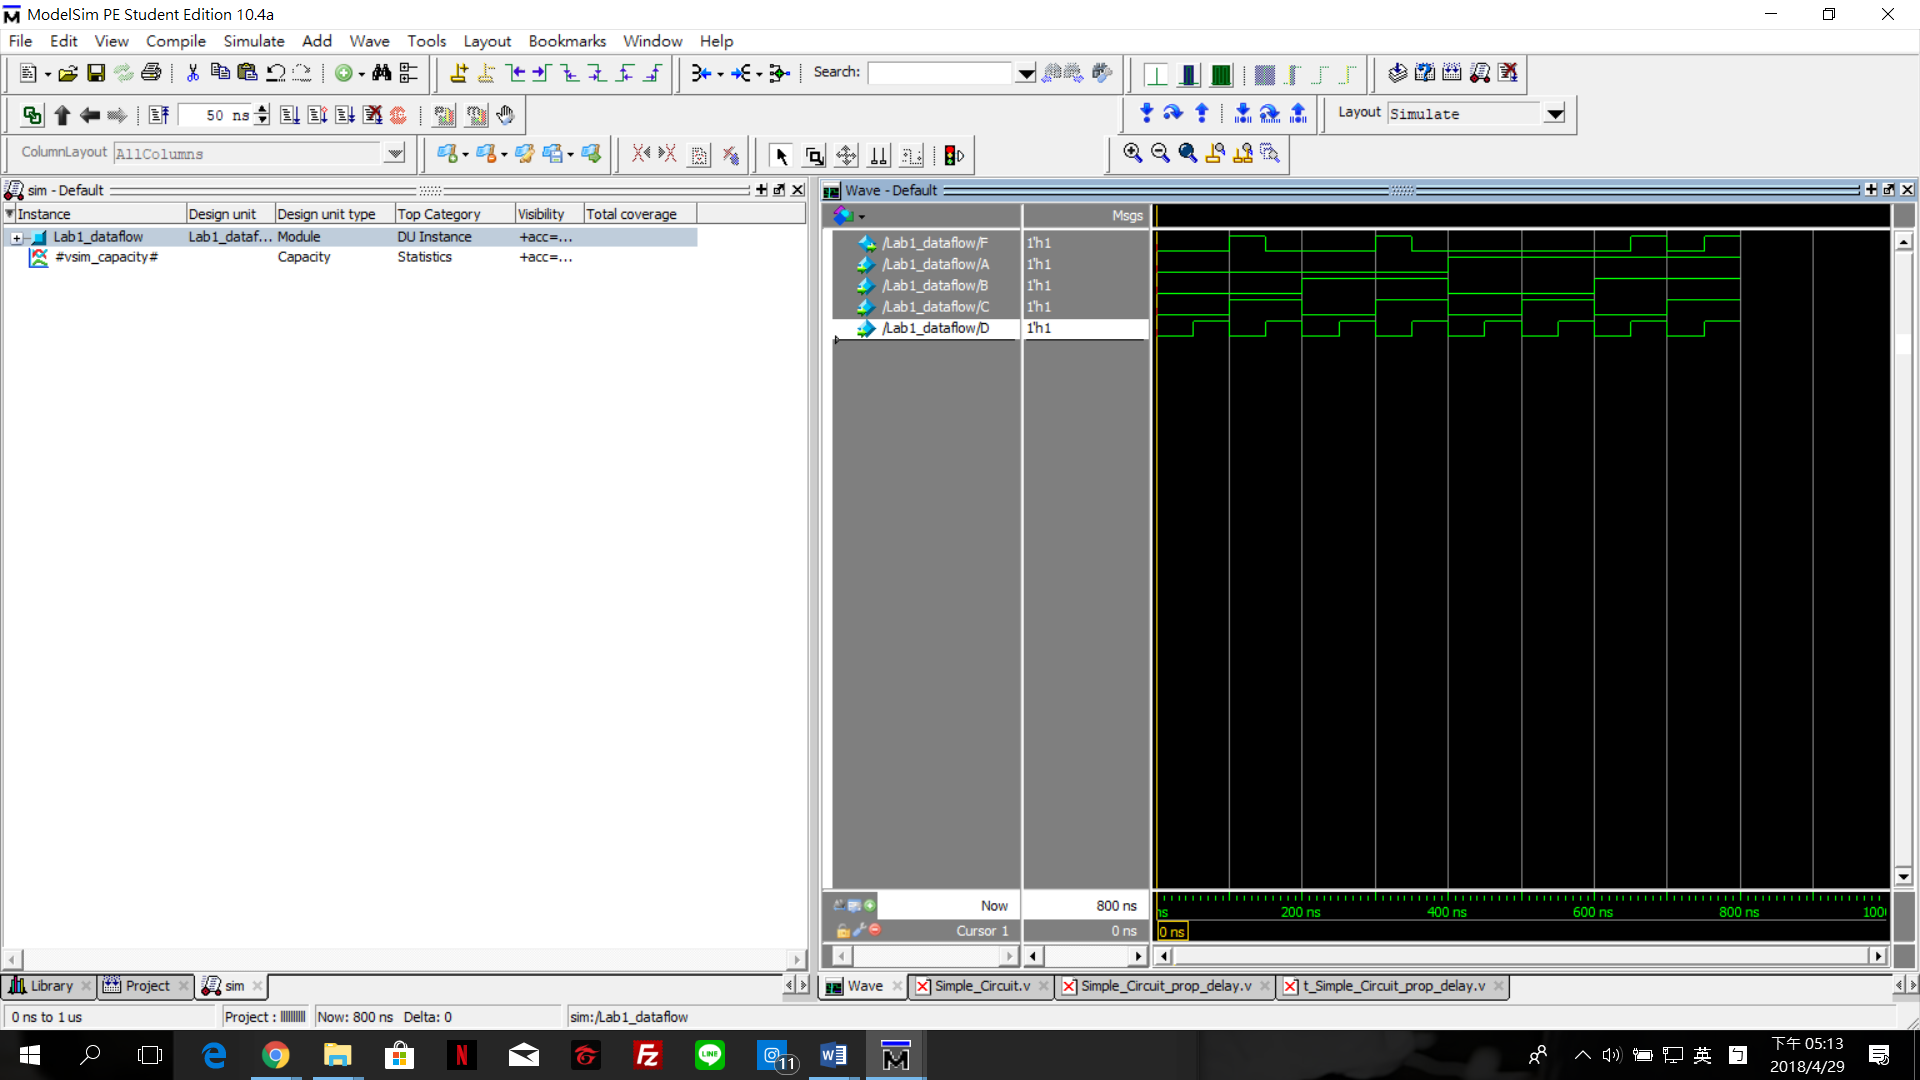 ModelSim PE Student Edition 10.4a
File Edit View Compile Simulate Add Wave Tools Layout Bookmarks Window Help
Search:
50 ns
Layout Simulate
ColumnLayout AllColumns
sim - Default
Instance Design unit Design unit type Top Category Visibility Total coverage
Lab1_dataflow Lab1_dataf... Module DU Instance +acc=...
#vsim_capacity# Capacity Statistics +acc=...
Wave - Default
Msgs
/Lab1_dataflow/F 1'h1
/Lab1_dataflow/A 1'h1
/Lab1_dataflow/B 1'h1
/Lab1_dataflow/C 1'h1
/Lab1_dataflow/D 1'h1
Now 800 ns
Cursor 1 0 ns
ns 200 ns 400 ns 600 ns 800 ns 100
0 ns
Library Project sim
Wave Simple_Circuit.v Simple_Circuit_prop_delay.v t_Simple_Circuit_prop_delay.v
0 ns to 1 us Project : Now: 800 ns Delta: 0 sim:/Lab1_dataflow
11
英
下午 05:13
2018/4/29